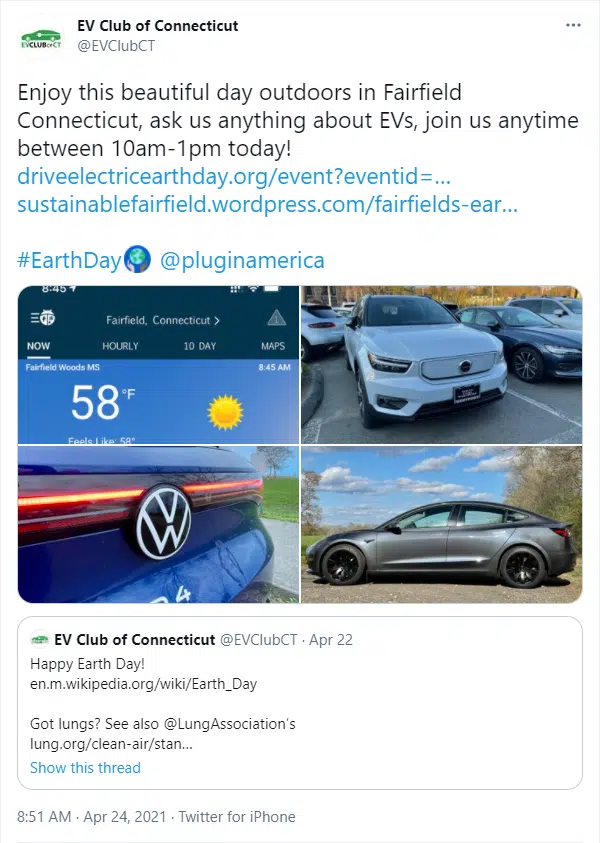 EV Club of Connecticut
@EVClubCT
EVCLUBofCT
Enjoy this beautiful day outdoors in Fairfield
Connecticut, ask us anything about EVs, join us anytime
between 10am-1pm today!
driveelectricearthday.org/event?eventid=...
sustainablefairfield.wordpress.com/fairfields-ear...
#EarthDay @pluginamerica
8:45
Fairfield, Connecticut >
NOW HOURLY 10 DAY MAPS
Fairfield Woods MS 8:45 AM
58°F
Feels Like: 58°
4
EV Club of Connecticut @EVClubCT · Apr 22
Happy Earth Day!
en.m.wikipedia.org/wiki/Earth_Day
Got lungs? See also @LungAssociation's
lung.org/clean-air/stan...
Show this thread
8:51 AM · Apr 24, 2021 · Twitter for iPhone